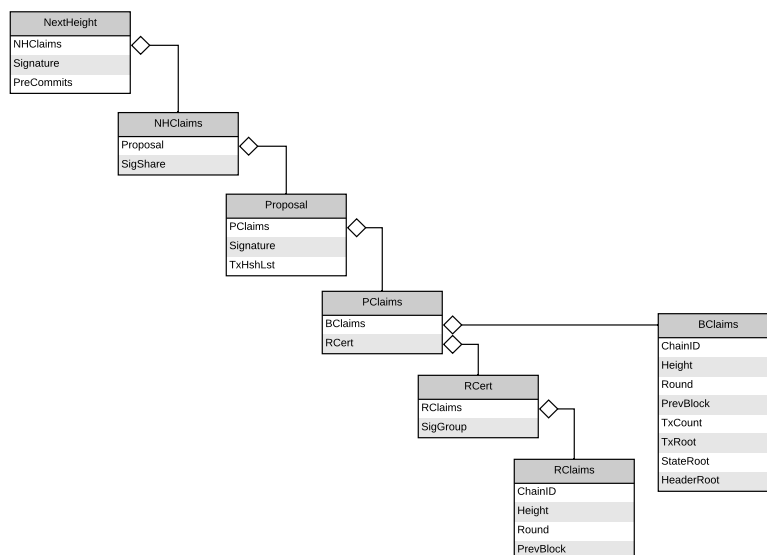 NextHeight
NHClaims
Signature
PreCommits
NHClaims
Proposal
SigShare
Proposal
PClaims
Signature
TxHshLst
PClaims
BClaims
RCert
BClaims
ChainID
Height
Round
PrevBlock
TxCount
TxRoot
StateRoot
HeaderRoot
RCert
RClaims
SigGroup
RClaims
ChainID
Height
Round
PrevBlock